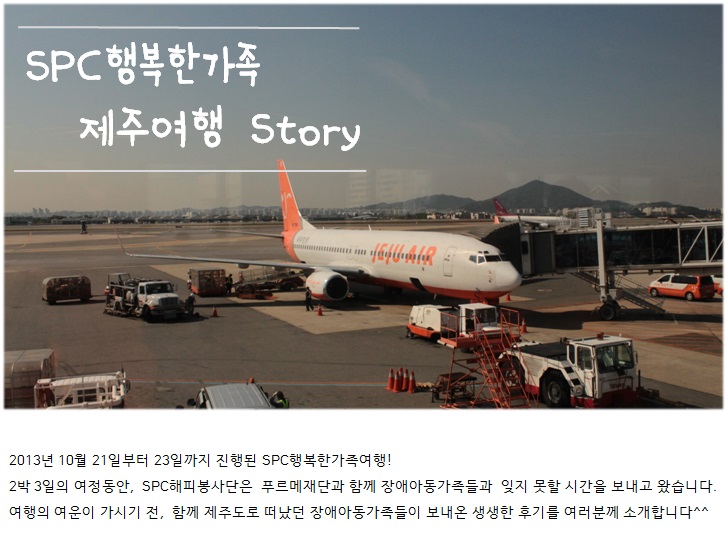 SPC행복한가족
제주여행 Story
JEJU AIR
2013년 10월 21일부터 23일까지 진행된 SPC행복한가족여행!
2박 3일의 여정동안, SPC해피봉사단은 푸르메재단과 함께 장애아동가족들과 잊지 못할 시간을 보내고 왔습니다.
여행의 여운이 가시기 전, 함께 제주도로 떠났던 장애아동가족들이 보내온 생생한 후기를 여러분께 소개합니다^^